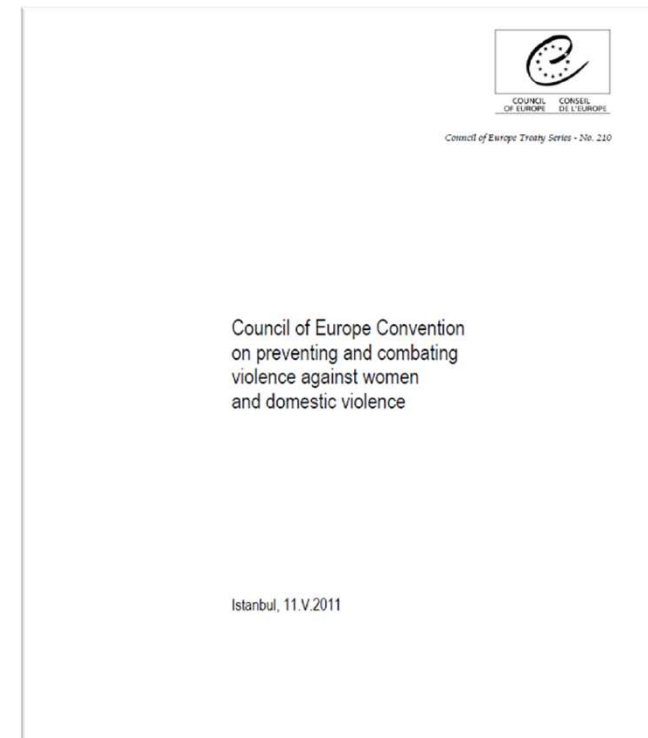 COUNCIL CONSEIL
OF EUROPE DE L'EUROPE
Council of Europe Treaty Series - No. 210
Council of Europe Convention
on preventing and combating
violence against women
and domestic violence
Istanbul, 11.V.2011